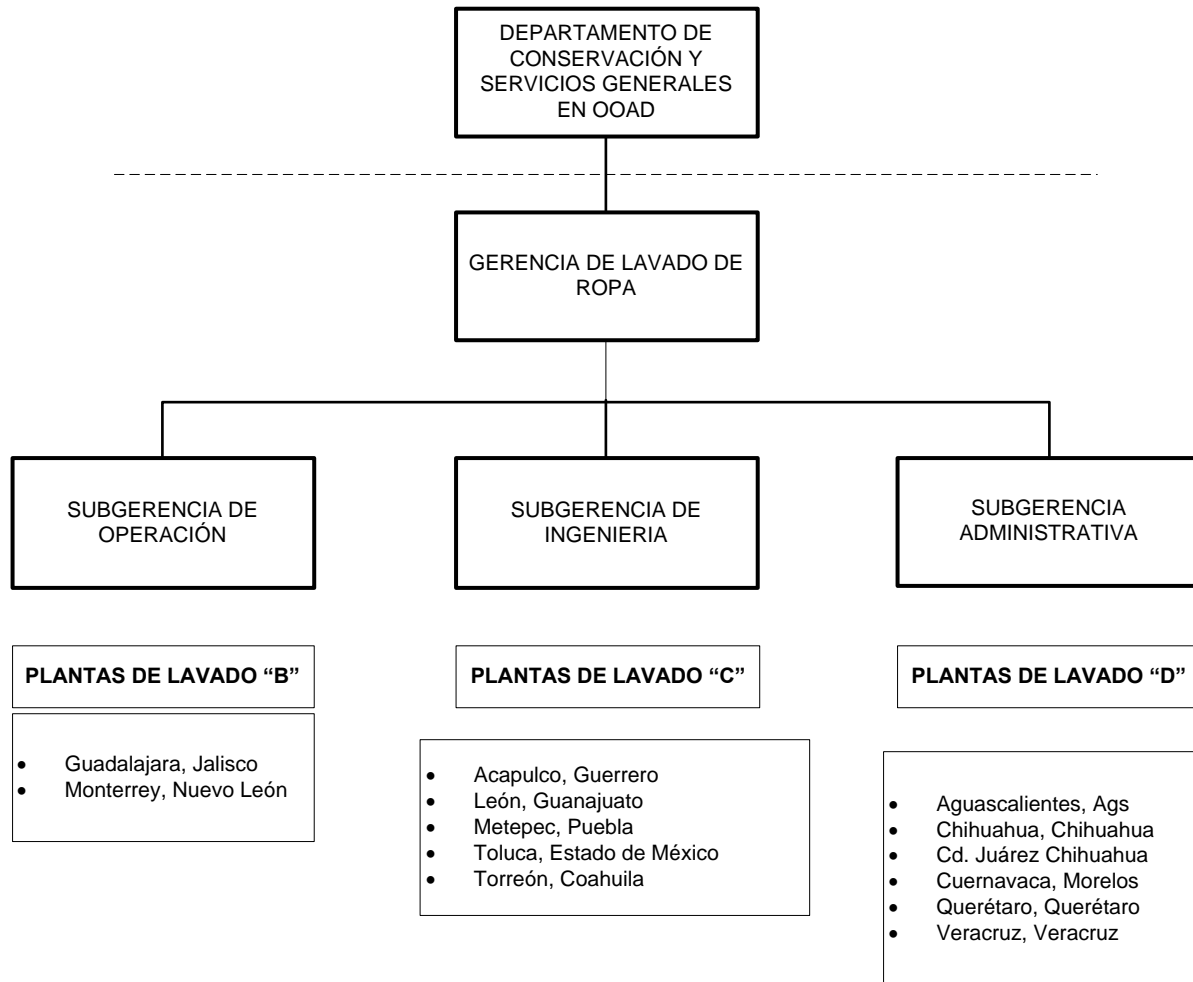 DEPARTAMENTO DE
CONSERVACIÓN Y
SERVICIOS GENERALES
EN OOAD
GERENCIA DE LAVADO DE
ROPA
SUBGERENCIA DE
OPERACIÓN
SUBGERENCIA DE
INGENIERIA
SUBGERENCIA
ADMINISTRATIVA
PLANTAS DE LAVADO “B”
• Guadalajara, Jalisco
• Monterrey, Nuevo León
PLANTAS DE LAVADO “C”
• Acapulco, Guerrero
• León, Guanajuato
• Metepec, Puebla
• Toluca, Estado de México
• Torreón, Coahuila
PLANTAS DE LAVADO “D”
• Aguascalientes, Ags
• Chihuahua, Chihuahua
• Cd. Juárez Chihuahua
• Cuernavaca, Morelos
• Querétaro, Querétaro
• Veracruz, Veracruz